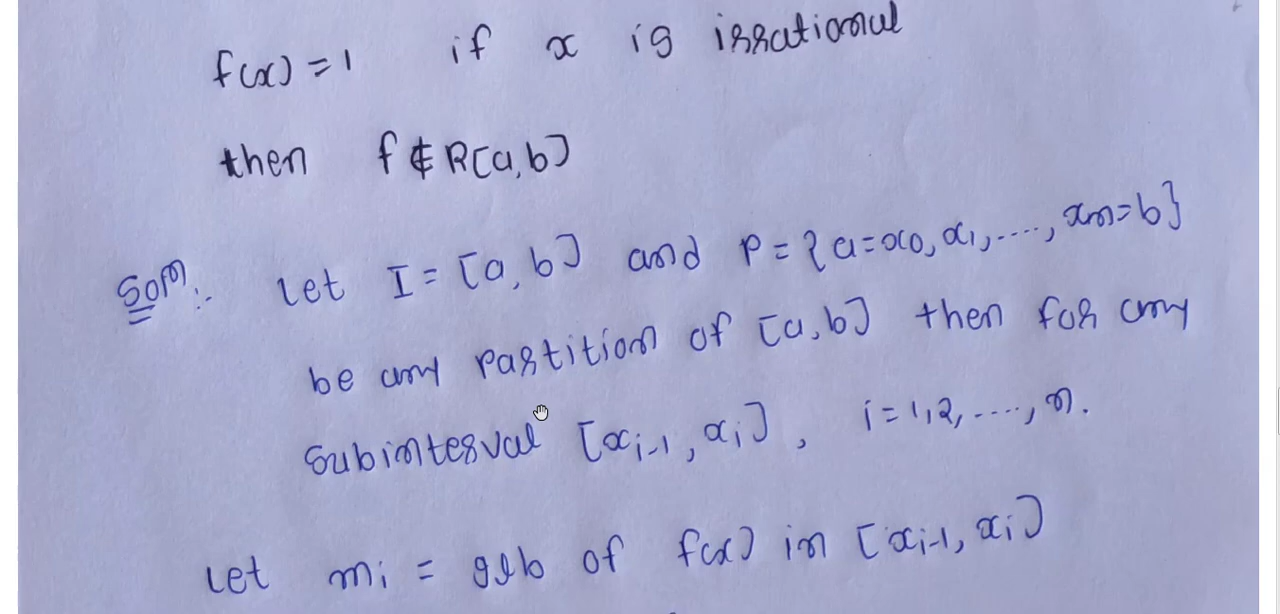 f(x) = 1 if x is irrational
then f ∉ R[a,b]
Soln:- Let I = [a, b] and P = {a=x0, x1, ...., xn=b}
be any partition of [a,b] then for any
subinterval [xi-1, xi], i=1,2, ...., n.
Let mi = glb of f(x) in [xi-1, xi]